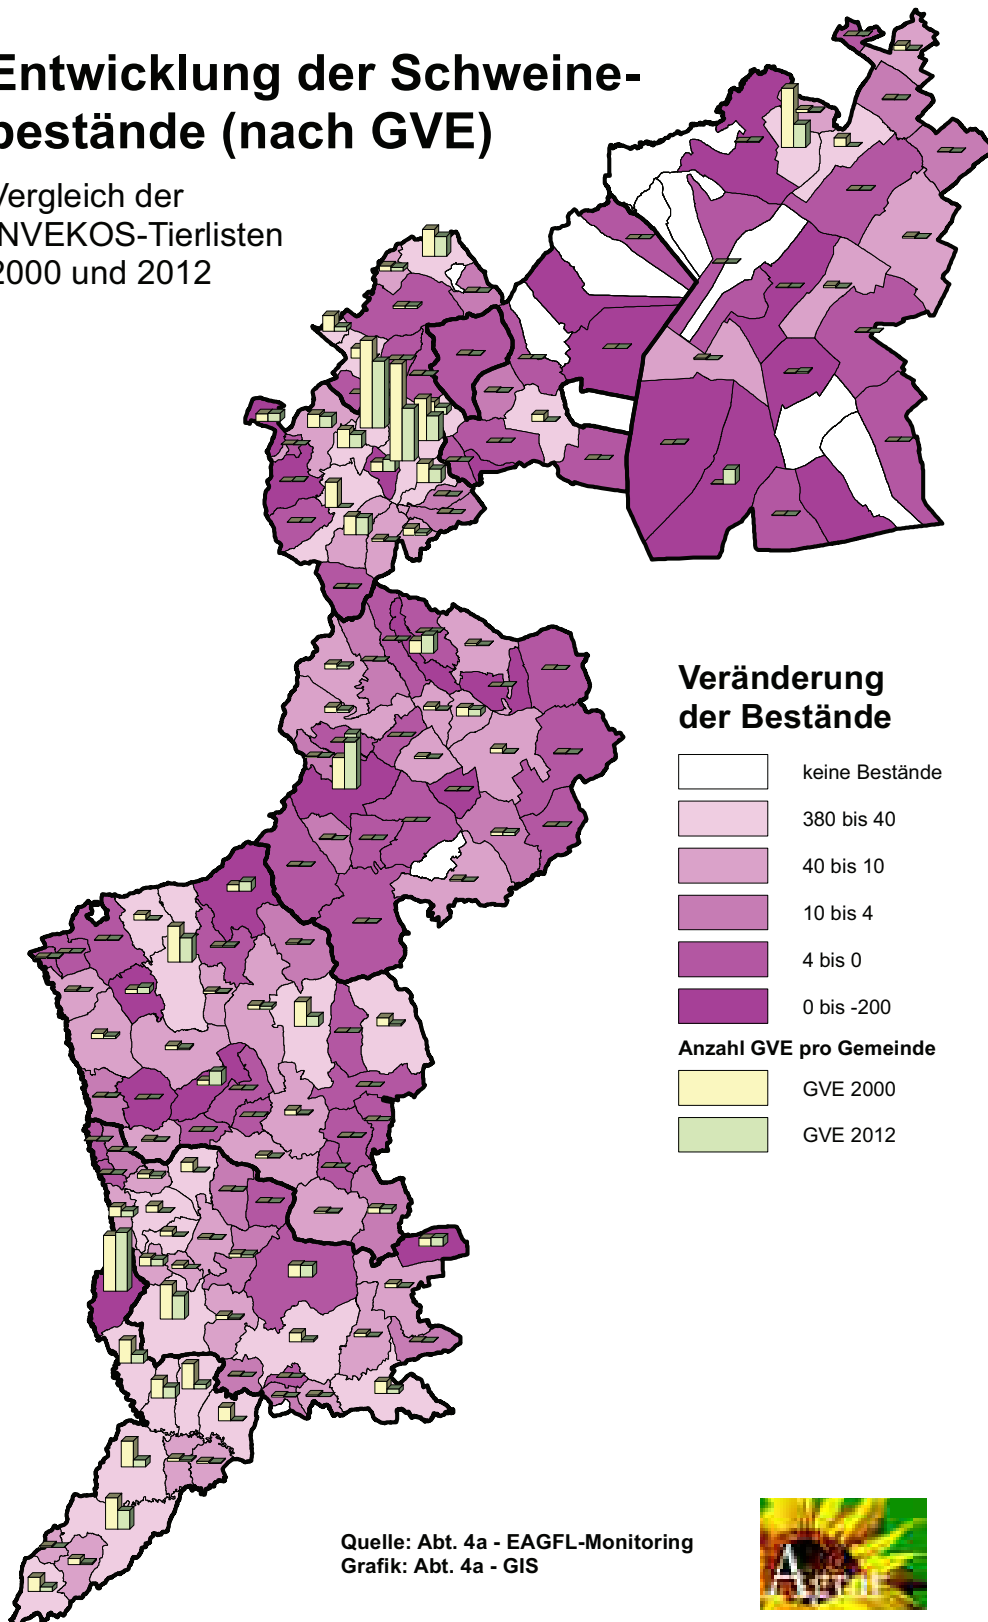 Entwicklung der Schweine-
bestände (nach GVE)
Vergleich der
INVEKOS-Tierlisten
2000 und 2012
Veränderung
der Bestände
keine Bestände
380 bis 40
40 bis 10
10 bis 4
4 bis 0
0 bis -200
Anzahl GVE pro Gemeinde
GVE 2000
GVE 2012
Quelle: Abt. 4a - EAGFL-Monitoring
Grafik: Abt. 4a - GIS
Agrar